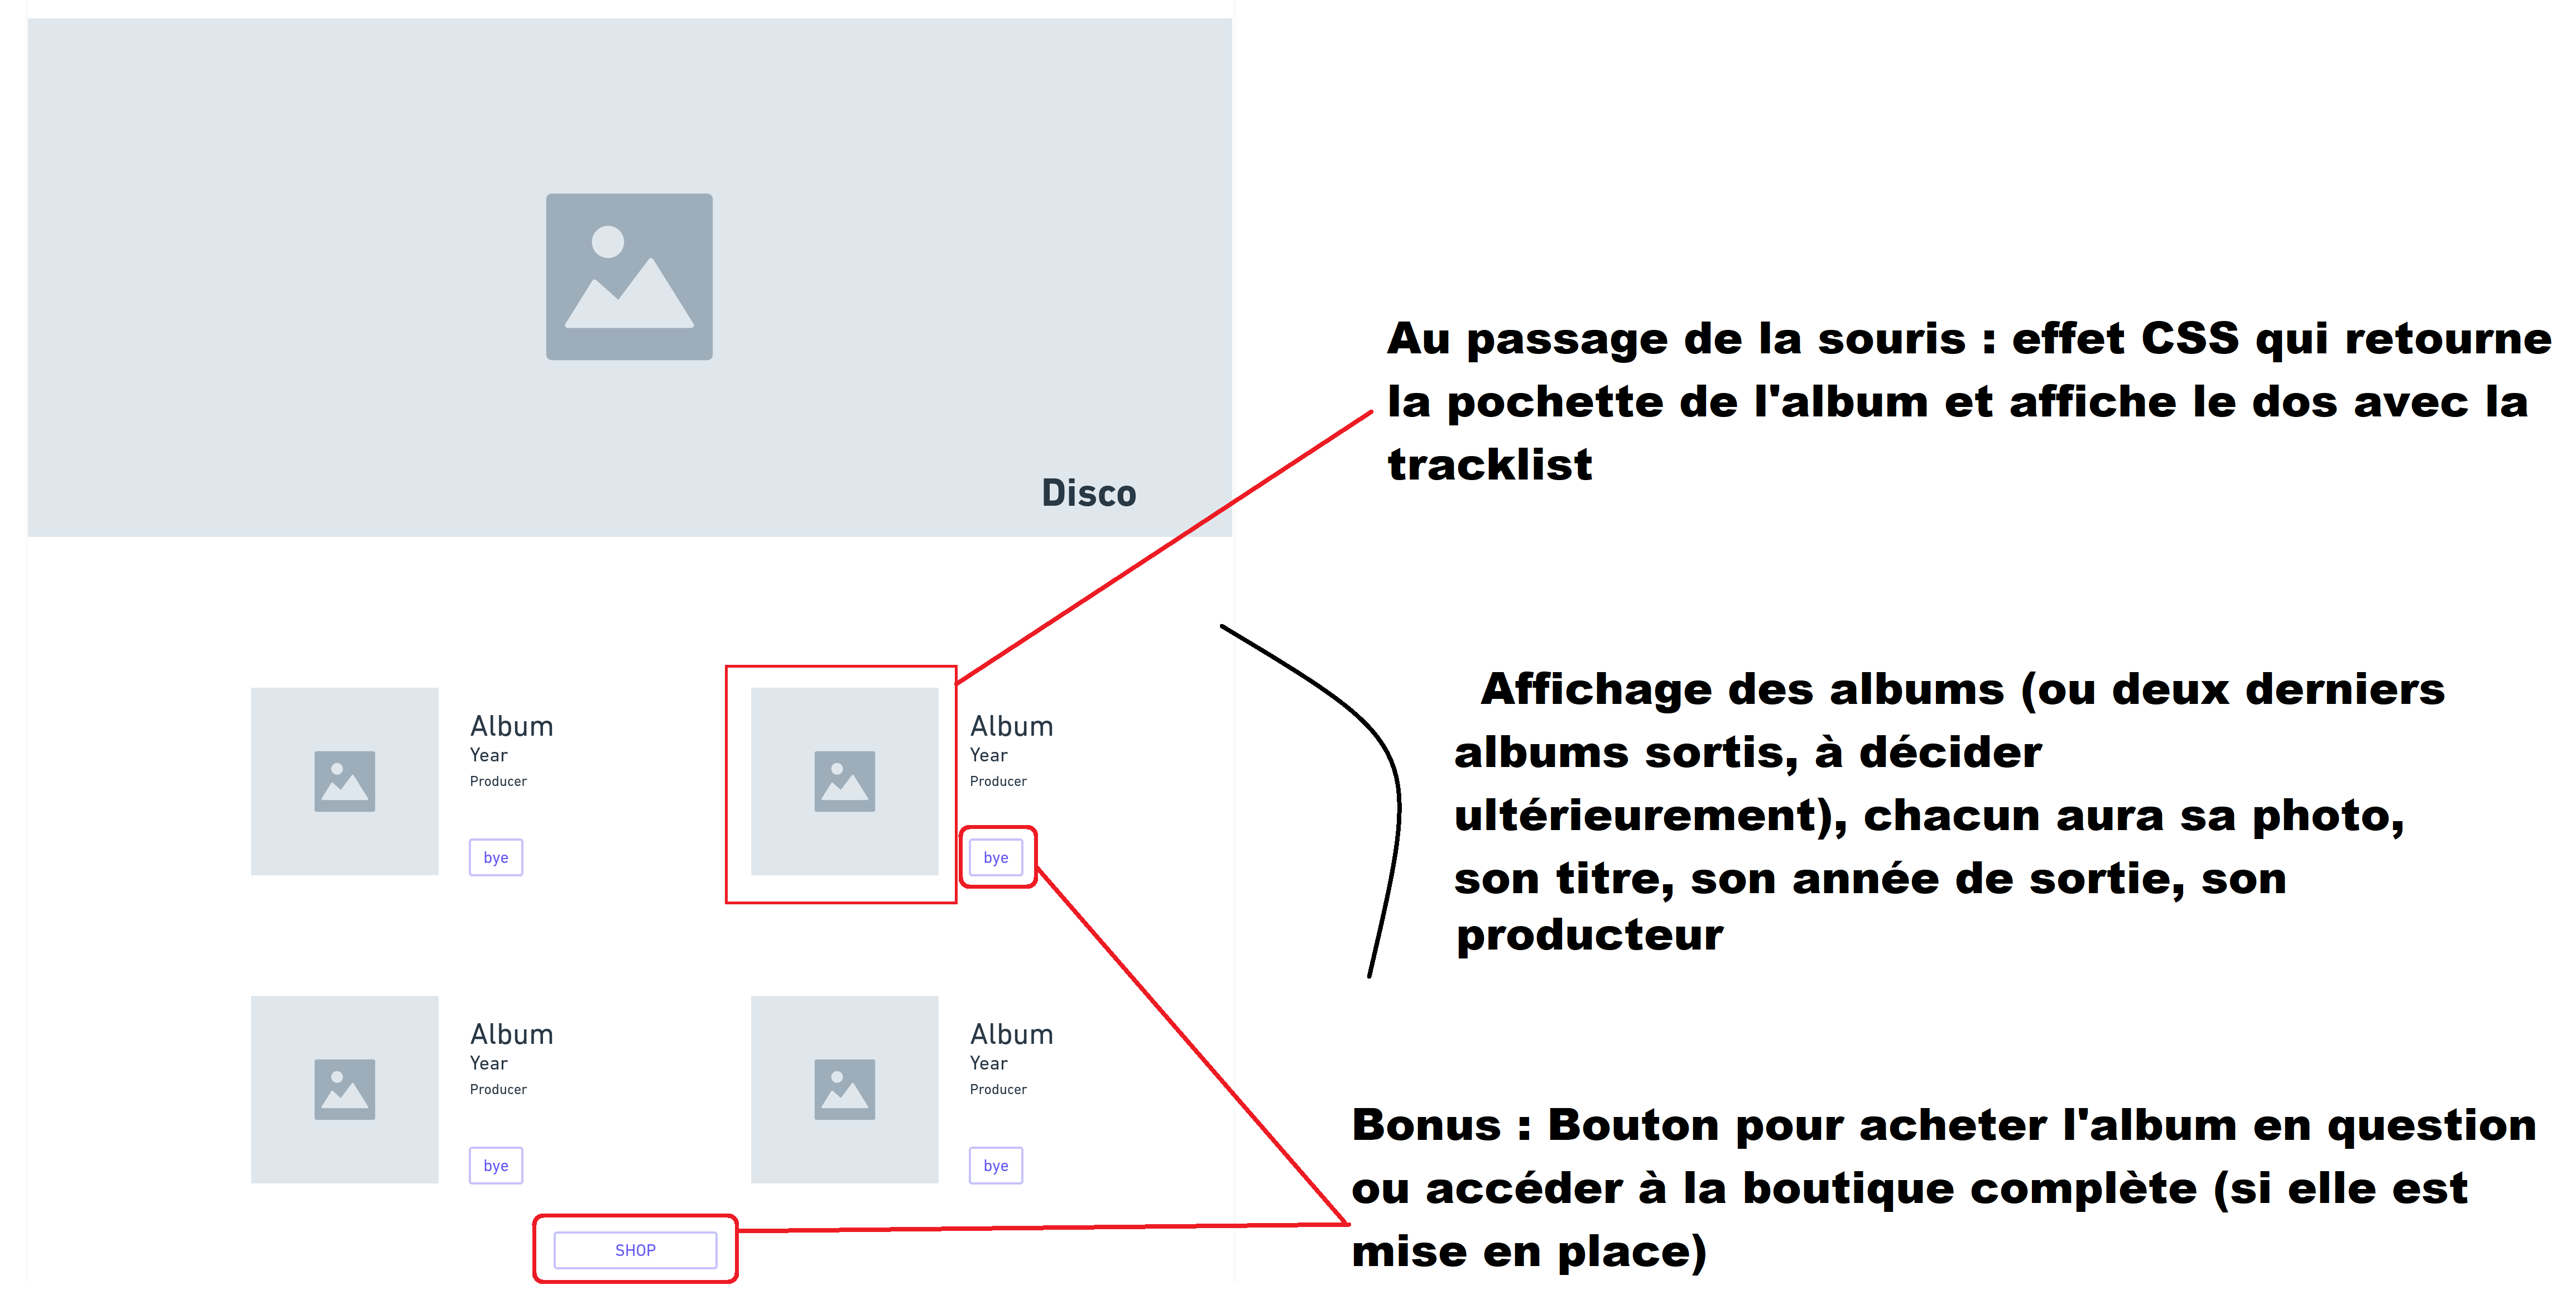 Disco
Au passage de la souris : effet CSS qui retourne
la pochette de l'album et affiche le dos avec la
tracklist
Album
Year
Producer
bye
Album
Year
Producer
bye
Affichage des albums (ou deux derniers
albums sortis, à décider
ultérieurement), chacun aura sa photo,
son titre, son année de sortie, son
producteur
Album
Year
Producer
bye
Album
Year
Producer
bye
SHOP
Bonus : Bouton pour acheter l'album en question
ou accéder à la boutique complète (si elle est
mise en place)